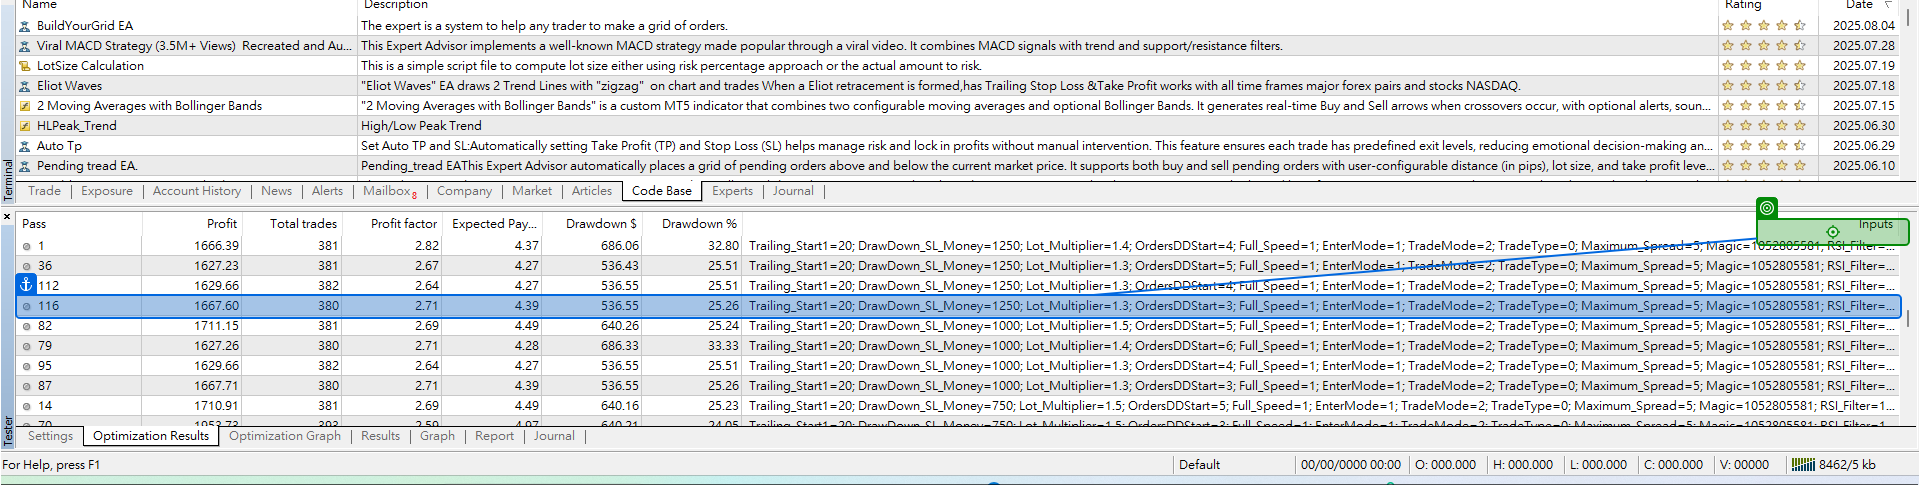 Name Description Rating Date
BuildYourGrid EA The expert is a system to help any trader to make a grid of orders. 2025.08.04
Viral MACD Strategy (3.5M+ Views) Recreated and Au... This Expert Advisor implements a well-known MACD strategy made popular through a viral video. It combines MACD signals with trend and support/resistance filters. 2025.07.28
LotSize Calculation This is a simple script file to compute lot size either using risk percentage approach or the actual amount to risk. 2025.07.19
Eliot Waves "Eliot Waves" EA draws 2 Trend Lines with "zigzag" on chart and trades When a Eliot retracement is formed,has Trailing Stop Loss &Take Profit works with all time frames major forex pairs and stocks NASDAQ. 2025.07.18
2 Moving Averages with Bollinger Bands "2 Moving Averages with Bollinger Bands" is a custom MT5 indicator that combines two configurable moving averages and optional Bollinger Bands. It generates real-time Buy and Sell arrows when crossovers occur, with optional alerts, soun... 2025.07.15
HLPeak_Trend High/Low Peak Trend 2025.06.30
Auto Tp Set Auto TP and SL:Automatically setting Take Profit (TP) and Stop Loss (SL) helps manage risk and lock in profits without manual intervention. This feature ensures each trade has predefined exit levels, reducing emotional decision-making an... 2025.06.29
Pending tread EA. Pending_tread EAThis Expert Advisor automatically places a grid of pending orders above and below the current market price. It supports both buy and sell pending orders with user-configurable distance (in pips), lot size, and take profit leve... 2025.06.10
Terminal
Trade Exposure Account History News Alerts Mailbox 8 Company Market Articles Code Base Experts Journal
Pass Profit Total trades Profit factor Expected Pay... Drawdown $ Drawdown % Inputs
1 1666.39 381 2.82 4.37 686.06 32.80 Trailing_Start1=20; DrawDown_SL_Money=1250; Lot_Multiplier=1.4; OrdersDDStart=4; Full_Speed=1; EnterMode=1; TradeMode=2; TradeType=0; Maximum_Spread=5; Magic=1052805581; RSI_Filter=...
36 1627.23 381 2.67 4.27 536.43 25.51 Trailing_Start1=20; DrawDown_SL_Money=1250; Lot_Multiplier=1.3; OrdersDDStart=5; Full_Speed=1; EnterMode=1; TradeMode=2; TradeType=0; Maximum_Spread=5; Magic=1052805581; RSI_Filter=...
112 1629.66 382 2.64 4.27 536.55 25.51 Trailing_Start1=20; DrawDown_SL_Money=1250; Lot_Multiplier=1.3; OrdersDDStart=4; Full_Speed=1; EnterMode=1; TradeMode=2; TradeType=0; Maximum_Spread=5; Magic=1052805581; RSI_Filter=...
116 1667.60 380 2.71 4.39 536.55 25.26 Trailing_Start1=20; DrawDown_SL_Money=1250; Lot_Multiplier=1.3; OrdersDDStart=3; Full_Speed=1; EnterMode=1; TradeMode=2; TradeType=0; Maximum_Spread=5; Magic=1052805581; RSI_Filter=...
82 1711.15 381 2.69 4.49 640.26 25.24 Trailing_Start1=20; DrawDown_SL_Money=1000; Lot_Multiplier=1.5; OrdersDDStart=5; Full_Speed=1; EnterMode=1; TradeMode=2; TradeType=0; Maximum_Spread=5; Magic=1052805581; RSI_Filter=...
79 1627.26 380 2.71 4.28 686.33 33.33 Trailing_Start1=20; DrawDown_SL_Money=1000; Lot_Multiplier=1.4; OrdersDDStart=6; Full_Speed=1; EnterMode=1; TradeMode=2; TradeType=0; Maximum_Spread=5; Magic=1052805581; RSI_Filter=...
95 1629.66 382 2.64 4.27 536.55 25.51 Trailing_Start1=20; DrawDown_SL_Money=1000; Lot_Multiplier=1.3; OrdersDDStart=4; Full_Speed=1; EnterMode=1; TradeMode=2; TradeType=0; Maximum_Spread=5; Magic=1052805581; RSI_Filter=...
87 1667.71 380 2.71 4.39 536.55 25.26 Trailing_Start1=20; DrawDown_SL_Money=1000; Lot_Multiplier=1.3; OrdersDDStart=3; Full_Speed=1; EnterMode=1; TradeMode=2; TradeType=0; Maximum_Spread=5; Magic=1052805581; RSI_Filter=...
14 1710.91 381 2.69 4.49 640.16 25.23 Trailing_Start1=20; DrawDown_SL_Money=750; Lot_Multiplier=1.5; OrdersDDStart=5; Full_Speed=1; EnterMode=1; TradeMode=2; TradeType=0; Maximum_Spread=5; Magic=1052805581; RSI_Filter=1...
Tester
Settings Optimization Results Optimization Graph Results Graph Report Journal
For Help, press F1 Default 00/00/0000 00:00 O: 000.000 H: 000.000 L: 000.000 C: 000.000 V: 00000 8462/5 kb